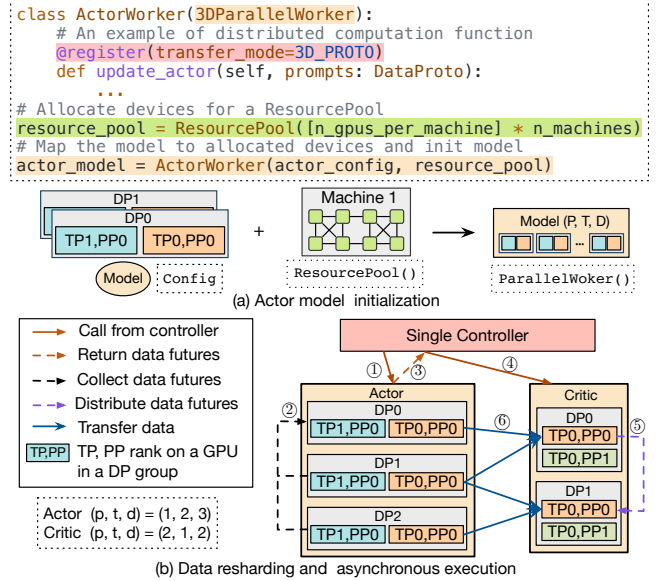 class ActorWorker(3DParallelWorker):
# An example of distributed computation function
@register(transfer_mode=3D_PROTO)
def update_actor(self, prompts: DataProto):
...
# Allocate devices for a ResourcePool
resource_pool = ResourcePool([n_gpus_per_machine] * n_machines)
# Map the model to allocated devices and init model
actor_model = ActorWorker(actor_config, resource_pool)
DP1
DP0
TP1,PP0 TP0,PP0
Model
Config
+
Machine 1
ResourcePool()
Model (P, T, D)
...
ParallelWoker()
(a) Actor model initialization
Call from controller
Return data futures
Collect data futures
Distribute data futures
Transfer data
TP,PP TP, PP rank on a GPU
in a DP group
Actor (p, t, d) = (1, 2, 3)
Critic (p, t, d) = (2, 1, 2)
Single Controller
① ③ ④
Actor
② DP0
TP1,PP0 TP0,PP0
DP1
TP1,PP0 TP0,PP0
DP2
TP1,PP0 TP0,PP0
⑥
Critic
DP0
TP0,PP0 ⑤
TP0,PP1
DP1
TP0,PP0
TP0,PP1
(b) Data resharding and asynchronous execution